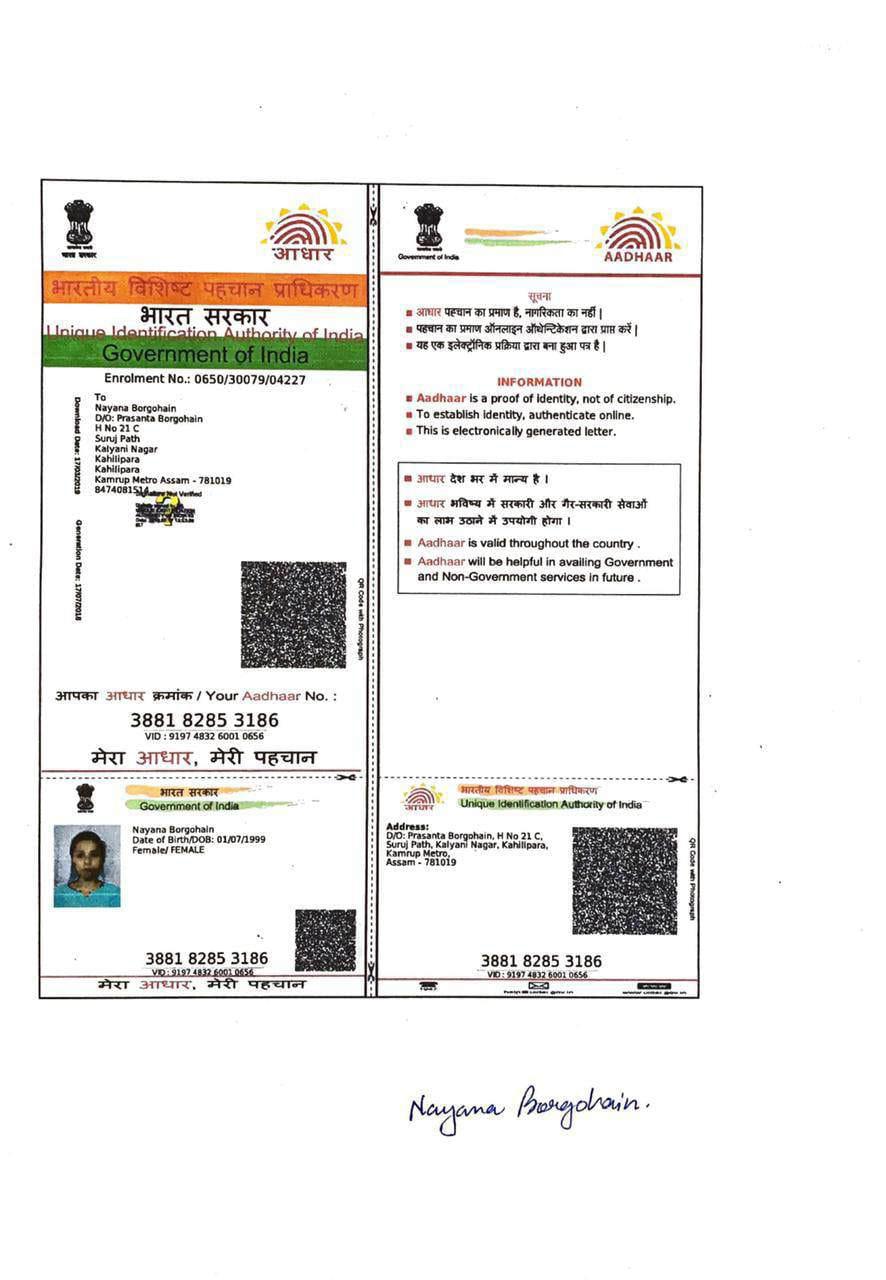 भारत सरकार
आधार
भारतीय विशिष्ट पहचान प्राधिकरण
भारत सरकार
Unique Identification Authority of India
Government of India
Enrolment No.: 0650/30079/04227
To
Nayana Borgohain
D/O: Prasanta Borgohain
H No 21 C
Suruj Path
Kalyani Nagar
Kahilipara
Kahilipara
Kamrup Metro Assam - 781019
8474081514
Signature Not Verified
Download Date: 17/03/2019
Generation Date: 17/07/2018
QR Code with Photograph
आपका आधार क्रमांक / Your Aadhaar No. :
3881 8285 3186
VID : 9197 4832 6001 0656
मेरा आधार, मेरी पहचान
Government of India
AADHAAR
सूचना
आधार पहचान का प्रमाण है, नागरिकता का नहीं |
पहचान का प्रमाण ऑनलाइन ऑथेन्टिकेशन द्वारा प्राप्त करें |
यह एक इलेक्ट्रॉनिक प्रक्रिया द्वारा बना हुआ पत्र है |
INFORMATION
Aadhaar is a proof of identity, not of citizenship.
To establish identity, authenticate online.
This is electronically generated letter.
आधार देश भर में मान्य है ।
आधार भविष्य में सरकारी और गैर-सरकारी सेवाओं
का लाभ उठाने में उपयोगी होगा ।
Aadhaar is valid throughout the country .
Aadhaar will be helpful in availing Government
and Non-Government services in future .
भारत सरकार
Government of India
Nayana Borgohain
Date of Birth/DOB: 01/07/1999
Female/ FEMALE
3881 8285 3186
VID : 9197 4832 6001 0656
मेरा आधार, मेरी पहचान
आधार
भारतीय विशिष्ट पहचान प्राधिकरण
Unique Identification Authority of India
Address:
D/O: Prasanta Borgohain, H No 21 C,
Suruj Path, Kalyani Nagar, Kahilipara,
Kamrup Metro,
Assam - 781019
QR Code with Photograph
3881 8285 3186
VID : 9197 4832 6001 0656
Nayana Borgohain.